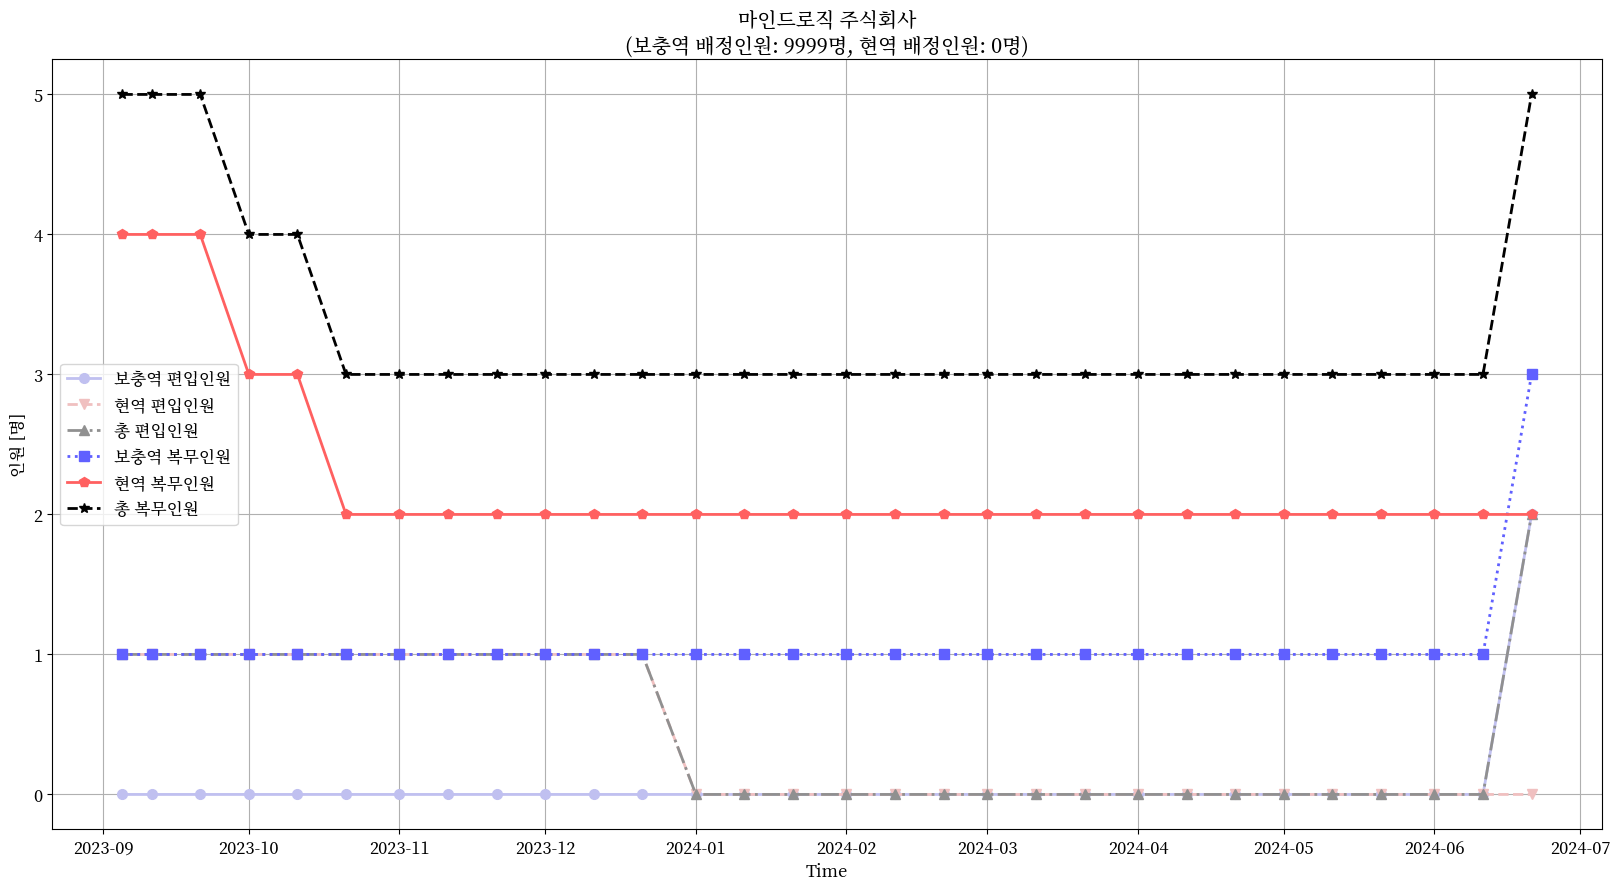 마인드로직 주식회사
(보충역 배정인원: 9999명, 현역 배정인원: 0명)
인원 [명]
5
4
3
2
1
0
보충역 편입인원
현역 편입인원
총 편입인원
보충역 복무인원
현역 복무인원
총 복무인원
2023-09 2023-10 2023-11 2023-12 2024-01 2024-02 2024-03 2024-04 2024-05 2024-06 2024-07
Time